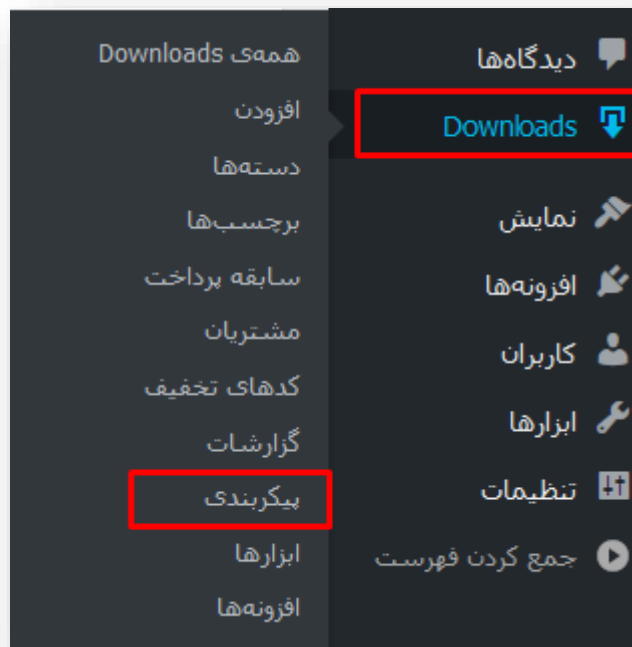 دیدگاه‌ها
Downloads
نمایش
افزونه‌ها
کاربران
ابزارها
تنظیمات
جمع کردن فهرست
همه‌ی Downloads
افزودن
دسته‌ها
برچسب‌ها
سابقه پرداخت
مشتریان
کدهای تخفیف
گزارشات
پیکربندی
ابزارها
افزونه‌ها